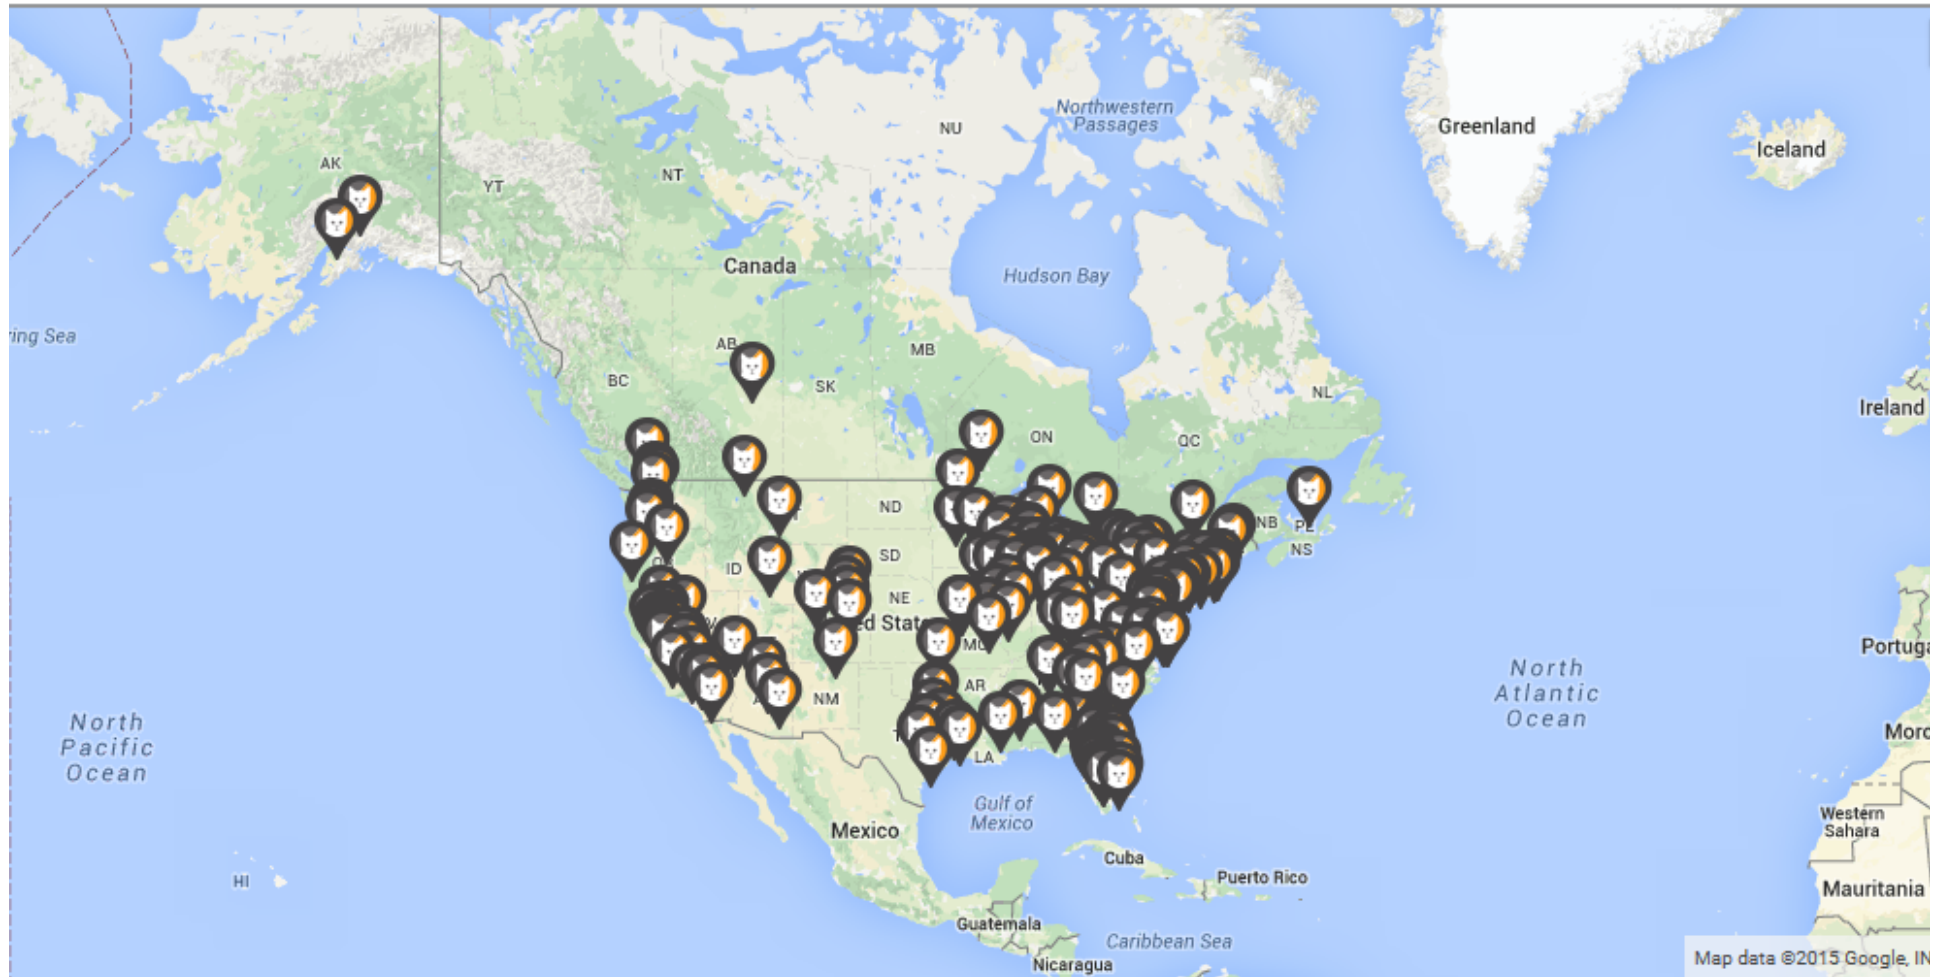 Greenland
Iceland
Northwestern
Passages
NU
AK
YT
NT
Canada
Hudson Bay
ring Sea
AB
MB
BC
SK
NL
Ireland
ON
QC
ND
NB
PE
NS
SD
ID
NE
ed Stat
MO
Portuga
AR
NM
North
Atlantic
Ocean
North
Pacific
Ocean
Moro
LA
Gulf of
Mexico
Mexico
Western
Sahara
Cuba
HI
Puerto Rico
Mauritania
Guatemala
Caribbean Sea
Nicaragua
Map data ©2015 Google, IN